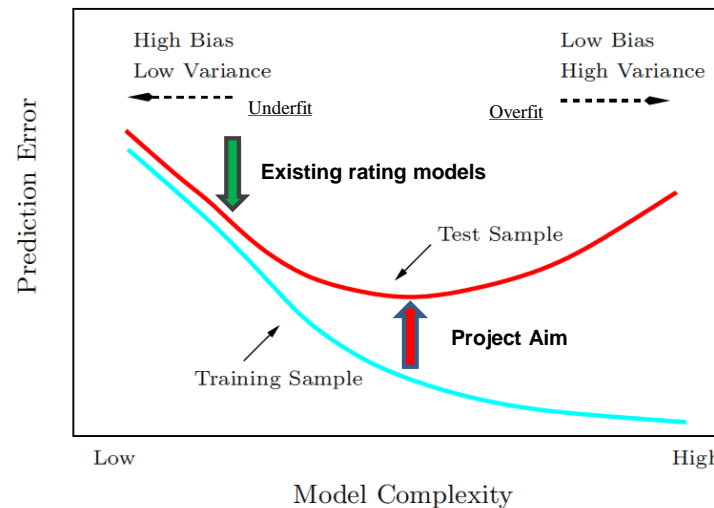 High Bias
Low Variance
Low Bias
High Variance
Underfit
Overfit
Existing rating models
Prediction Error
Test Sample
Project Aim
Training Sample
Low
High
Model Complexity